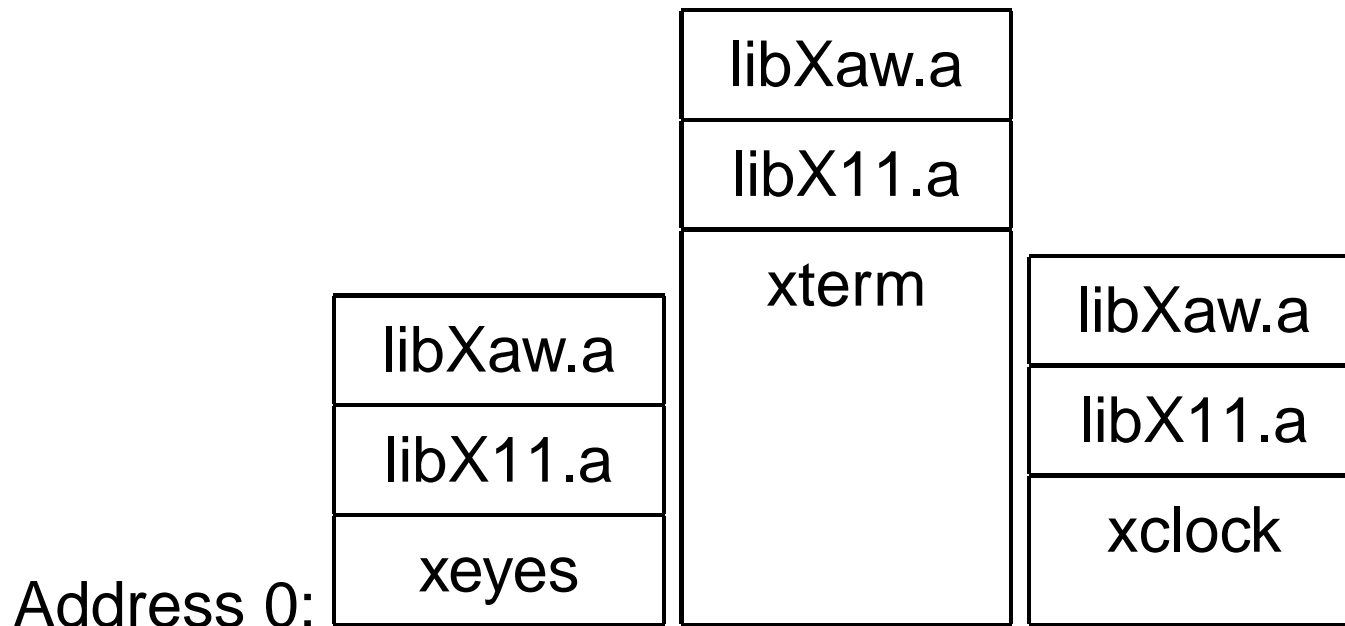 libXaw.a
libX11.a
xterm
libXaw.a
libX11.a
xeyes
libXaw.a
libX11.a
xclock
Address 0: